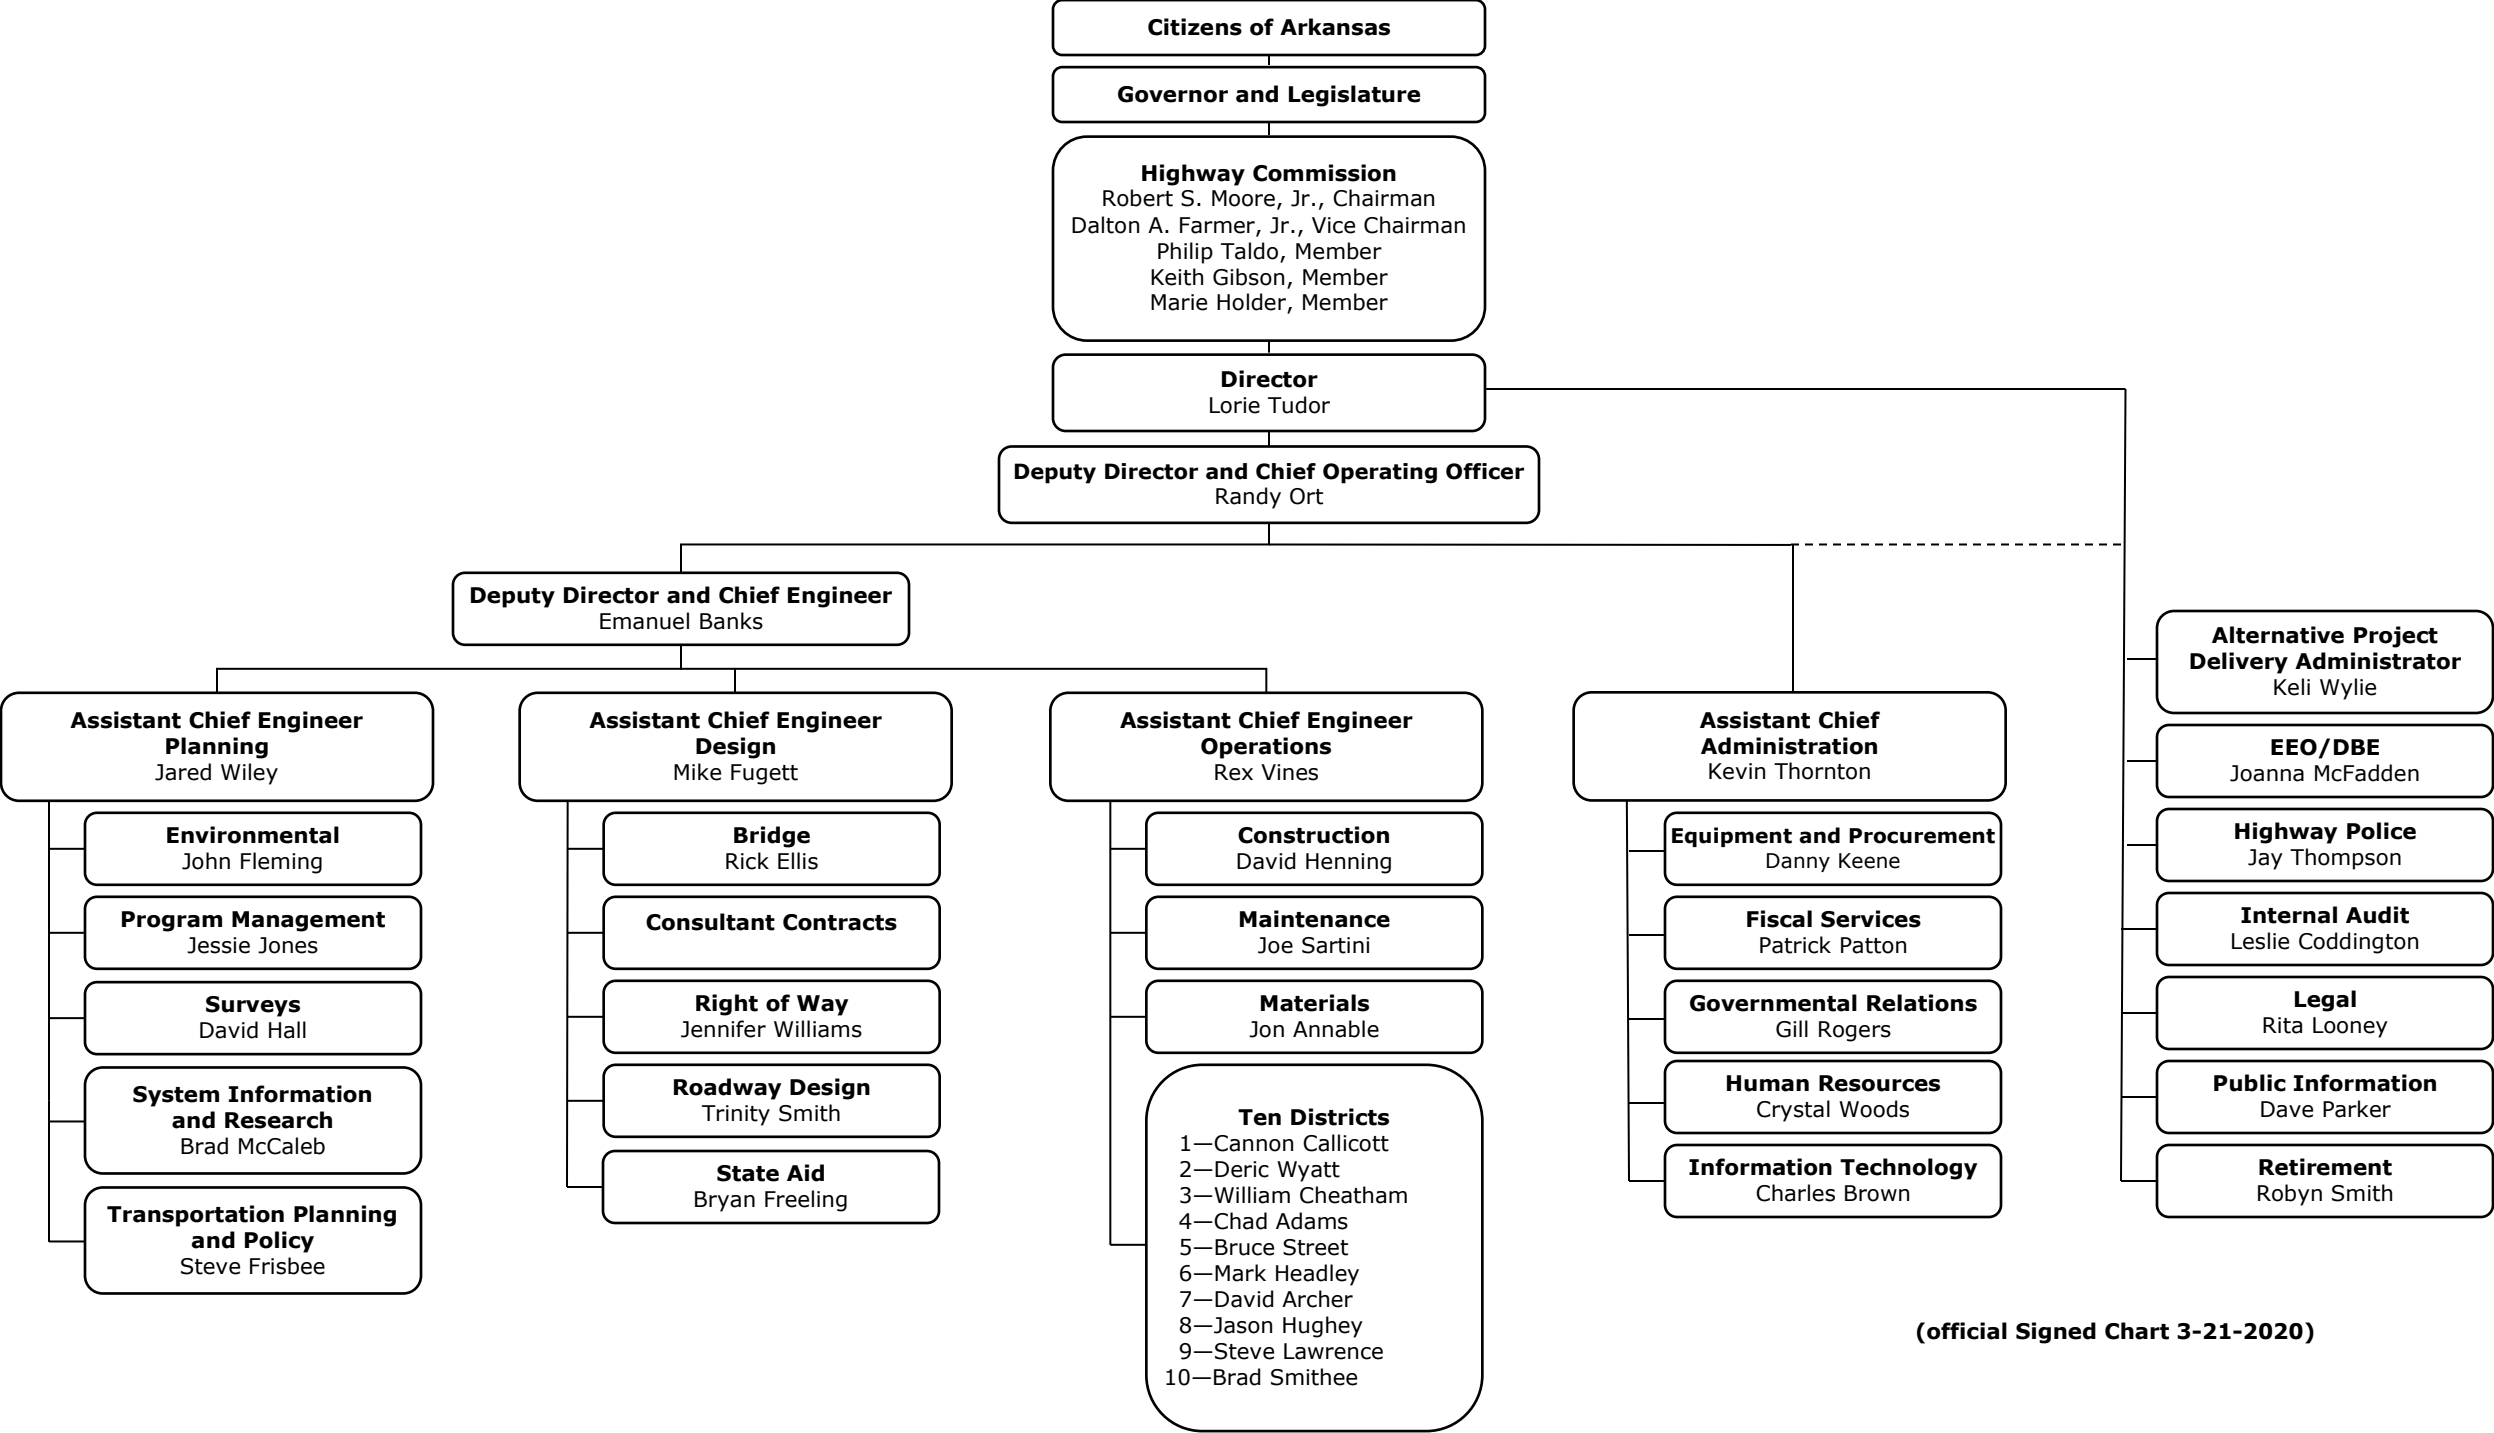 Citizens of Arkansas
Governor and Legislature
Highway Commission
Robert S. Moore, Jr., Chairman
Dalton A. Farmer, Jr., Vice Chairman
Philip Taldo, Member
Keith Gibson, Member
Marie Holder, Member
Director
Lorie Tudor
Deputy Director and Chief Operating Officer
Randy Ort
Deputy Director and Chief Engineer
Emanuel Banks
Assistant Chief Engineer
Planning
Jared Wiley
Environmental
John Fleming
Program Management
Jessie Jones
Surveys
David Hall
System Information
and Research
Brad McCaleb
Transportation Planning
and Policy
Steve Frisbee
Assistant Chief Engineer
Design
Mike Fugett
Bridge
Rick Ellis
Consultant Contracts
Right of Way
Jennifer Williams
Roadway Design
Trinity Smith
State Aid
Bryan Freeling
Assistant Chief Engineer
Operations
Rex Vines
Construction
David Henning
Maintenance
Joe Sartini
Materials
Jon Annable
Ten Districts
1—Cannon Callicott
2—Deric Wyatt
3—William Cheatham
4—Chad Adams
5—Bruce Street
6—Mark Headley
7—David Archer
8—Jason Hughey
9—Steve Lawrence
10—Brad Smithee
Assistant Chief
Administration
Kevin Thornton
Equipment and Procurement
Danny Keene
Fiscal Services
Patrick Patton
Governmental Relations
Gill Rogers
Human Resources
Crystal Woods
Information Technology
Charles Brown
Alternative Project
Delivery Administrator
Keli Wylie
EEO/DBE
Joanna McFadden
Highway Police
Jay Thompson
Internal Audit
Leslie Coddington
Legal
Rita Looney
Public Information
Dave Parker
Retirement
Robyn Smith
(official Signed Chart 3-21-2020)